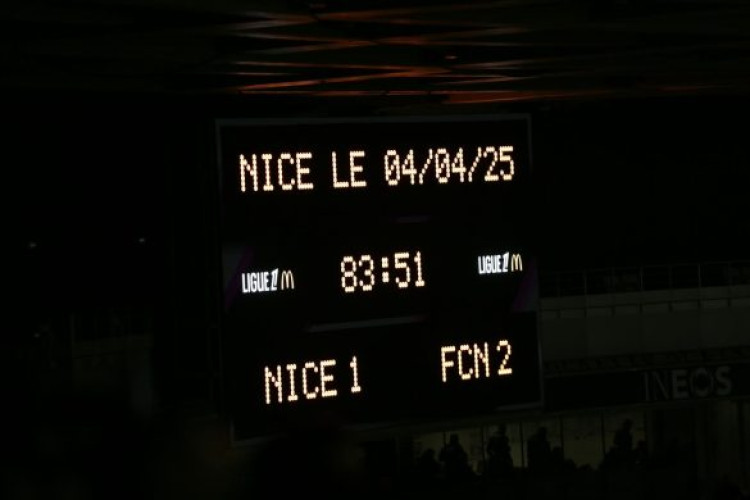 NICE LE 04/04/25
LIGUE 1 M 83:51 LIGUE 1 M
NICE 1 FCN 2
INEOS